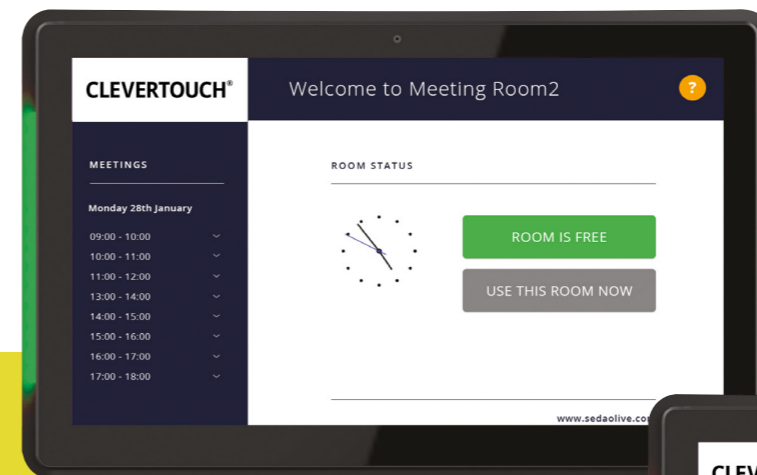 CLEVERTOUCH®
Welcome to Meeting Room2
?
MEETINGS
Monday 28th January
09:00 - 10:00
10:00 - 11:00
11:00 - 12:00
13:00 - 14:00
14:00 - 15:00
15:00 - 16:00
16:00 - 17:00
17:00 - 18:00
ROOM STATUS
ROOM IS FREE
USE THIS ROOM NOW